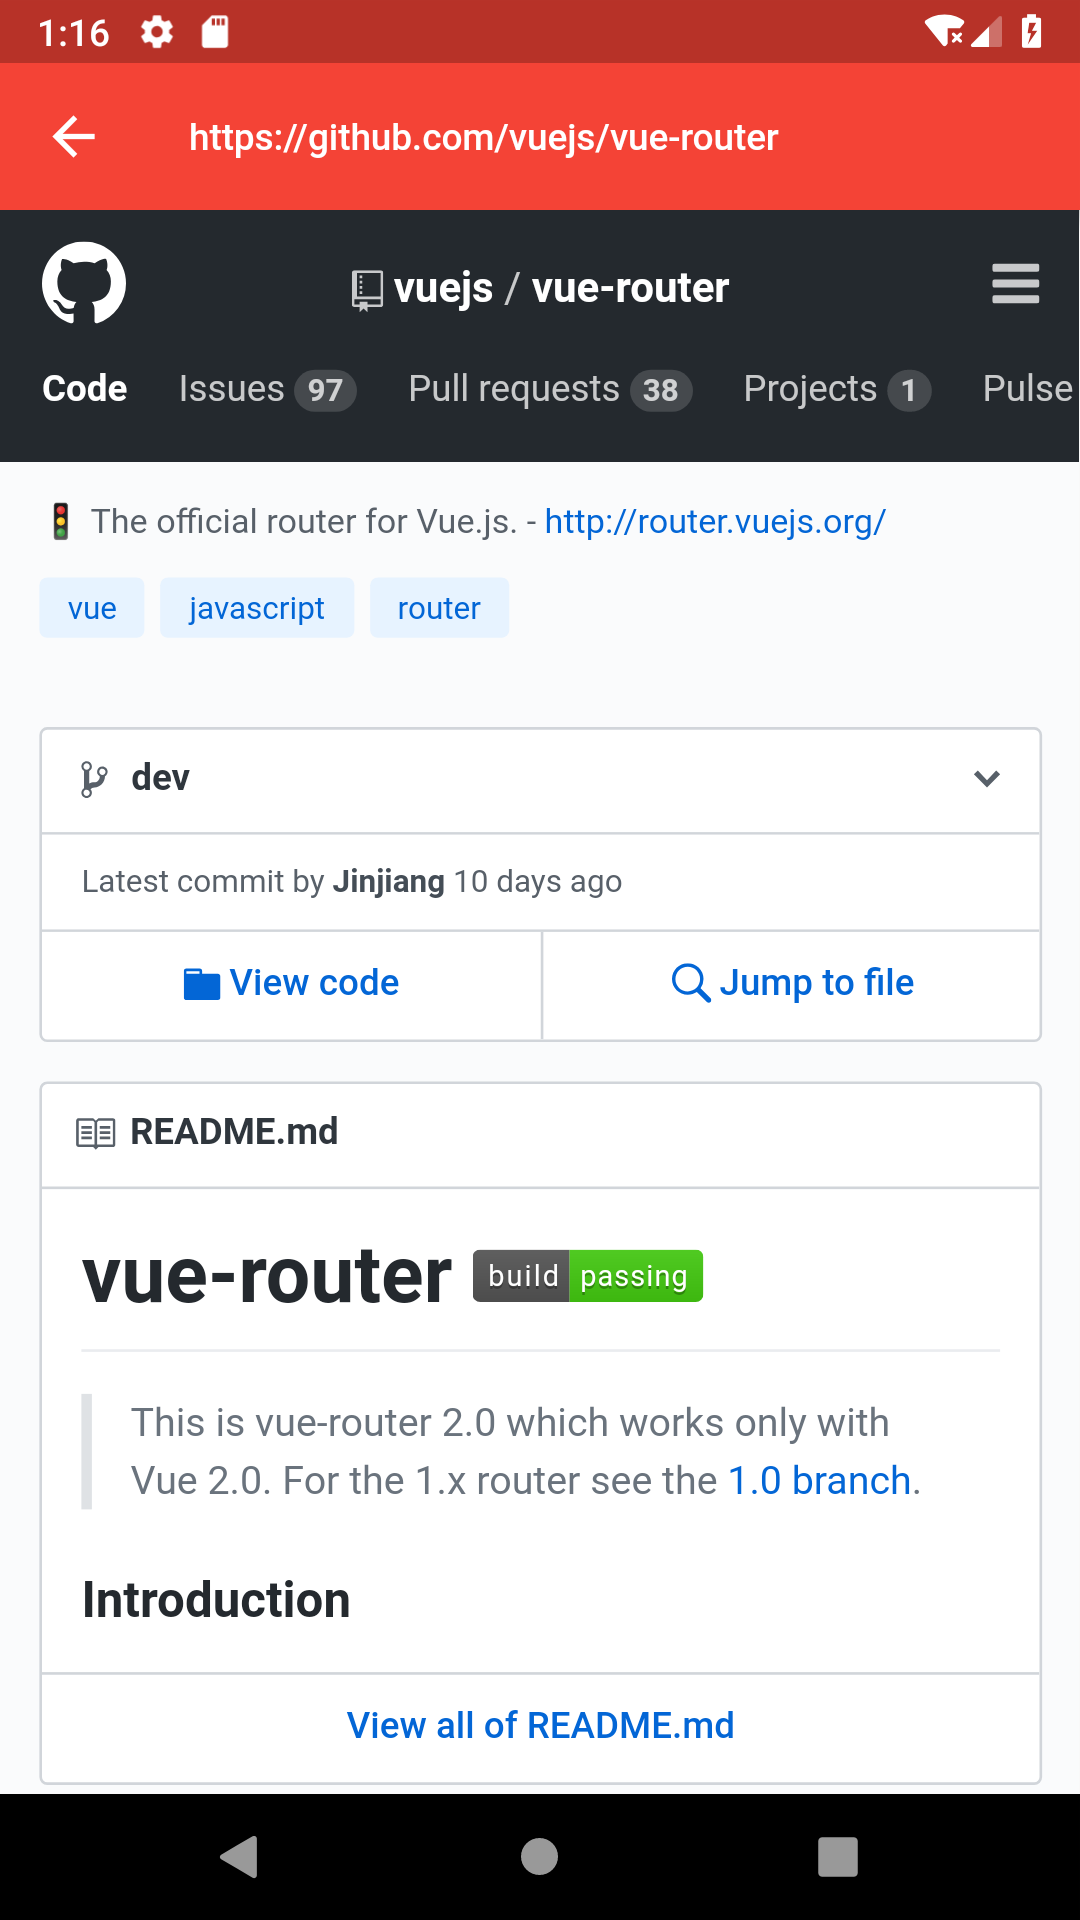 1:16
https://github.com/vuejs/vue-router
vuejs / vue-router
Code Issues 97 Pull requests 38 Projects 1 Pulse
The official router for Vue.js. - http://router.vuejs.org/
vue javascript router
dev
Latest commit by Jinjiang 10 days ago
View code Jump to file
README.md
vue-router build passing
This is vue-router 2.0 which works only with
Vue 2.0. For the 1.x router see the 1.0 branch.
Introduction
View all of README.md